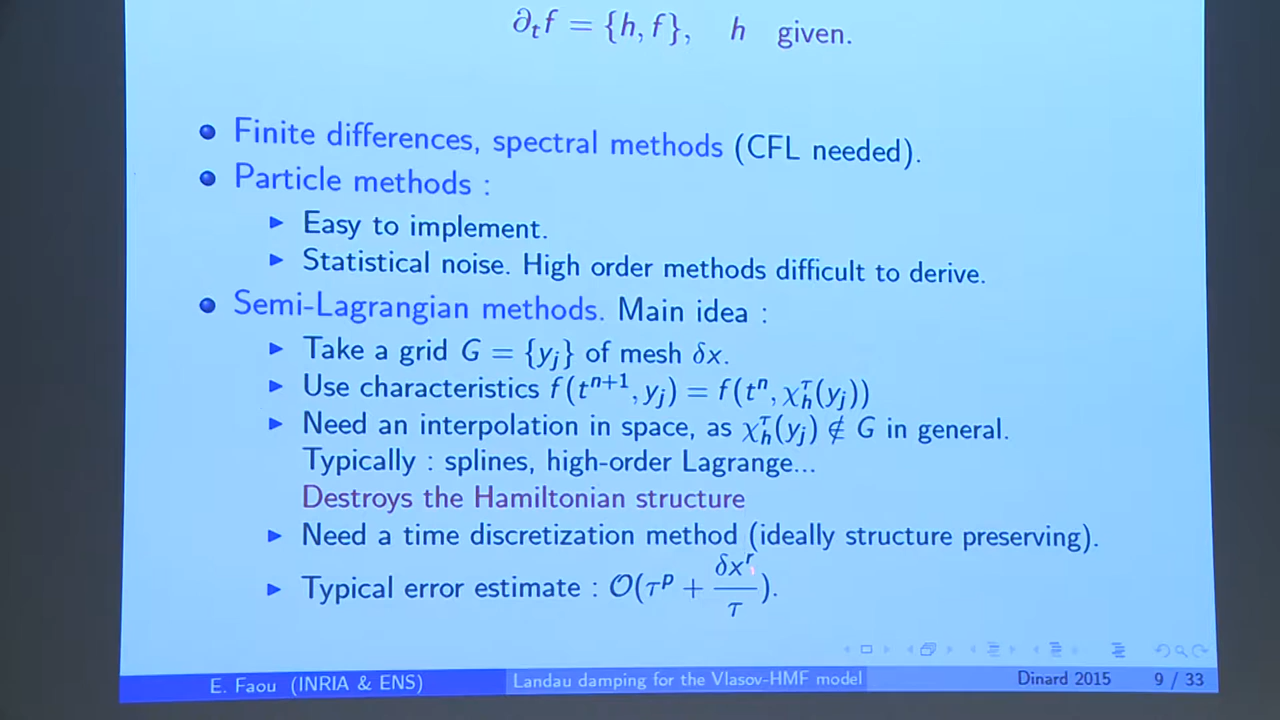 ∂ₜf = {h, f}, h given.
Finite differences, spectral methods (CFL needed).
Particle methods :
Easy to implement.
Statistical noise. High order methods difficult to derive.
Semi-Lagrangian methods. Main idea :
Take a grid G = {y_j} of mesh δx.
Use characteristics f(t^{n+1}, y_j) = f(t^n, χ_h^τ(y_j))
Need an interpolation in space, as χ_h^τ(y_j) ∉ G in general.
Typically : splines, high-order Lagrange...
Destroys the Hamiltonian structure
Need a time discretization method (ideally structure preserving).
Typical error estimate : O(τ^p + δx^r / τ).
E. Faou (INRIA & ENS) Landau damping for the Vlasov-HMF model Dinard 2015 9 / 33